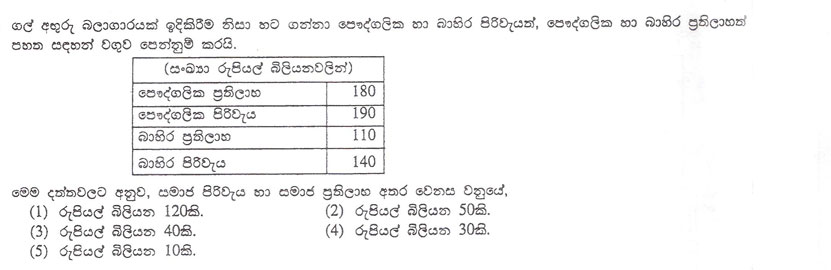 ගල් අඟුරු බලාගාරයක් ඉදිකිරීම නිසා හට ගන්නා පෞද්ගලික හා බාහිර පිරිවැයත්, පෞද්ගලික හා බාහිර ප්‍රතිලාභත්
පහත සඳහන් වගුව පෙන්නුම් කරයි.
(සංඛ්‍යා රුපියල් බිලියනවලින්)
පෞද්ගලික ප්‍රතිලාභ 180
පෞද්ගලික පිරිවැය 190
බාහිර ප්‍රතිලාභ 110
බාහිර පිරිවැය 140
මෙම දත්තවලට අනුව, සමාජ පිරිවැය හා සමාජ ප්‍රතිලාභ අතර වෙනස වනුයේ,
(1) රුපියල් බිලියන 120කි. (2) රුපියල් බිලියන 50කි.
(3) රුපියල් බිලියන 40කි. (4) රුපියල් බිලියන 30කි.
(5) රුපියල් බිලියන 10කි.